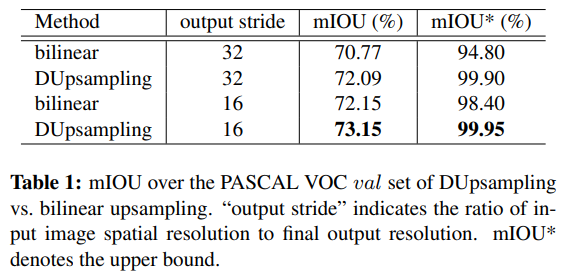 Method output stride mIOU (%) mIOU* (%)
bilinear 32 70.77 94.80
DUpsampling 32 72.09 99.90
bilinear 16 72.15 98.40
DUpsampling 16 73.15 99.95
Table 1: mIOU over the PASCAL VOC val set of DUpsampling
vs. bilinear upsampling. “output stride” indicates the ratio of in-
put image spatial resolution to final output resolution. mIOU*
denotes the upper bound.